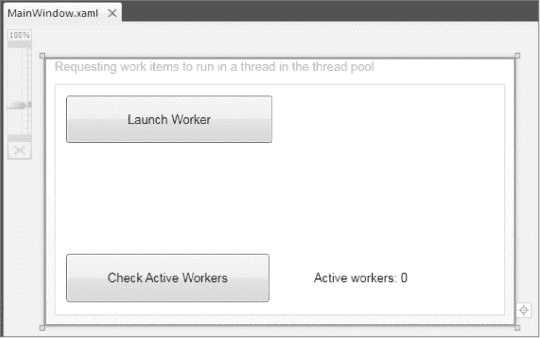 MainWindow.xaml
100%
Requesting work items to run in a thread in the thread pool
Launch Worker
Check Active Workers
Active workers: 0